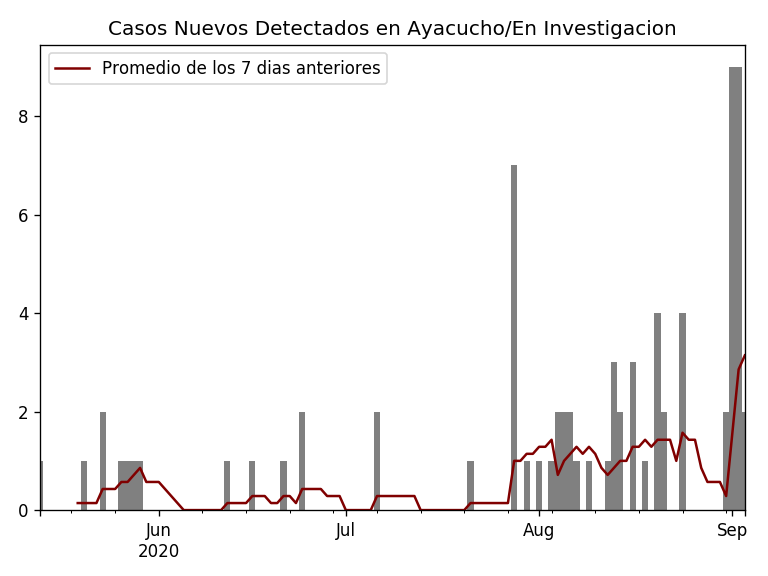 Casos Nuevos Detectados en Ayacucho/En Investigacion
Promedio de los 7 dias anteriores
8
6
4
2
0
Jun
2020
Jul
Aug
Sep